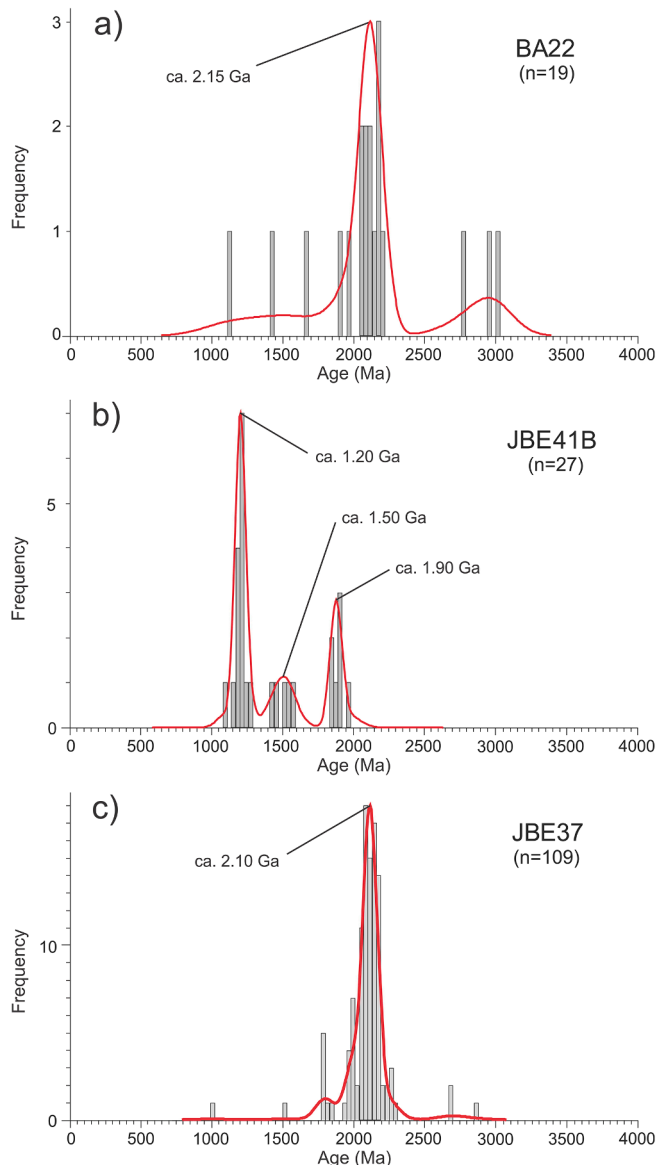 a)
BA22
(n=19)
ca. 2.15 Ga
Frequency
3
2
1
0
0 500 1000 1500 2000 2500 3000 3500 4000
Age (Ma)
b)
JBE41B
(n=27)
ca. 1.20 Ga
ca. 1.50 Ga
ca. 1.90 Ga
Frequency
5
0
0 500 1000 1500 2000 2500 3000 3500 4000
Age (Ma)
c)
JBE37
(n=109)
ca. 2.10 Ga
Frequency
10
0
0 500 1000 1500 2000 2500 3000 3500 4000
Age (Ma)